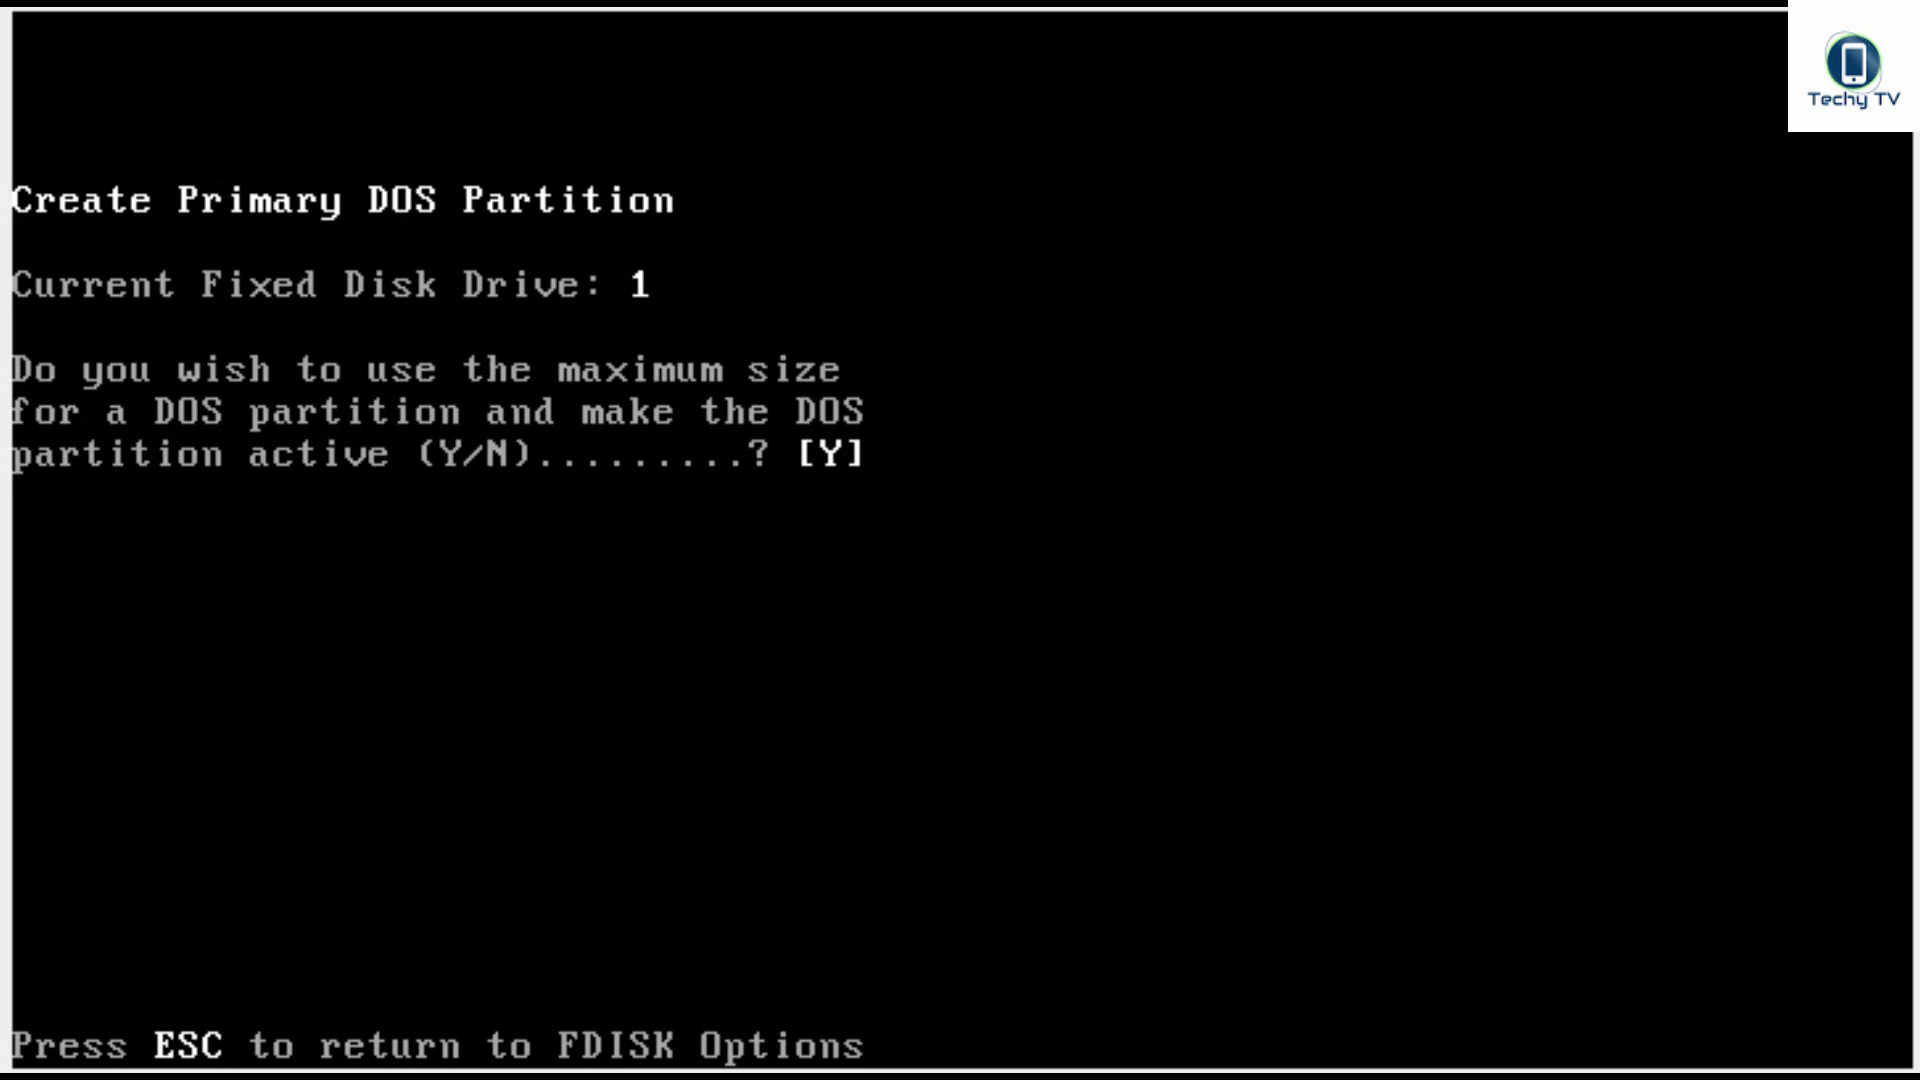 Techy TV
Create Primary DOS Partition
Current Fixed Disk Drive: 1
Do you wish to use the maximum size
for a DOS partition and make the DOS
partition active (Y/N).........? [Y]
Press ESC to return to FDISK Options